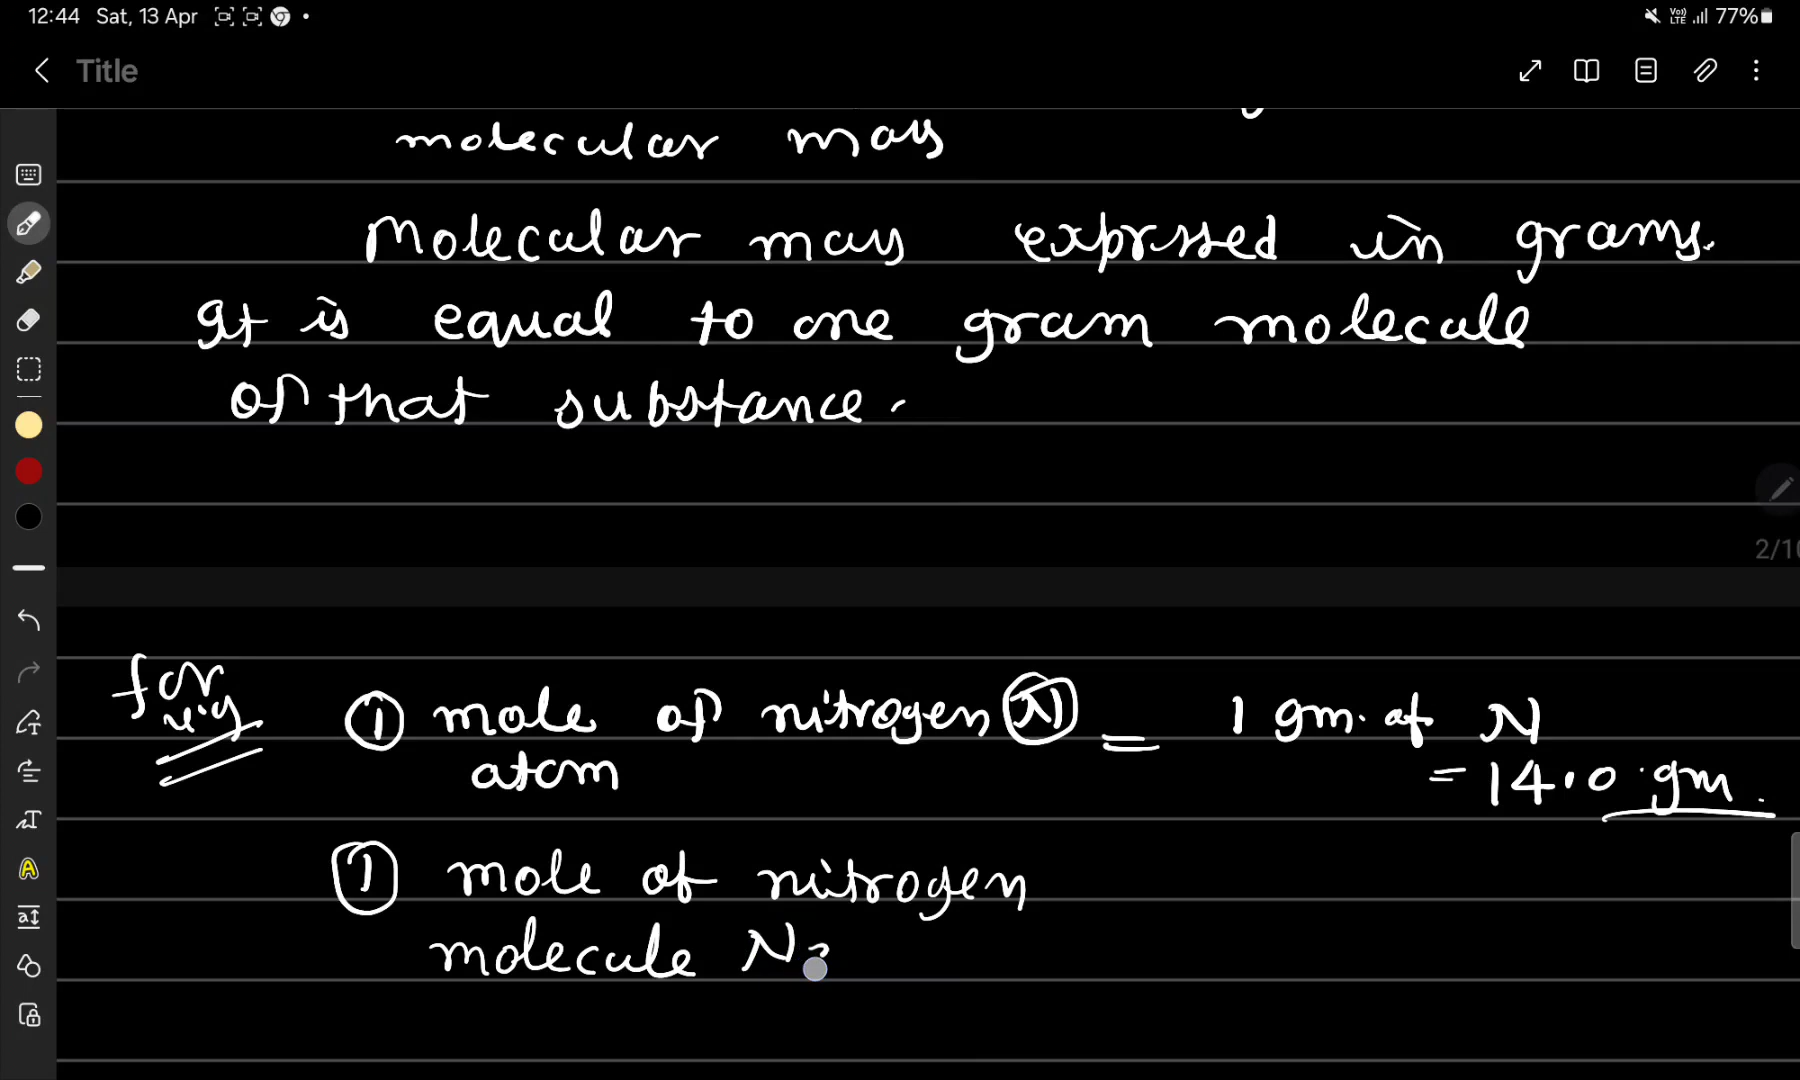 12:44 Sat, 13 Apr
77%
Title
molecular mass
Molecular mass expressed in grams.
It is equal to one gram molecule
of that substance.
2/10
for
① mole of nitrogen Ⓝ = 1 gm. of N
atom = 14.0 gm.
① mole of nitrogen
molecule N2